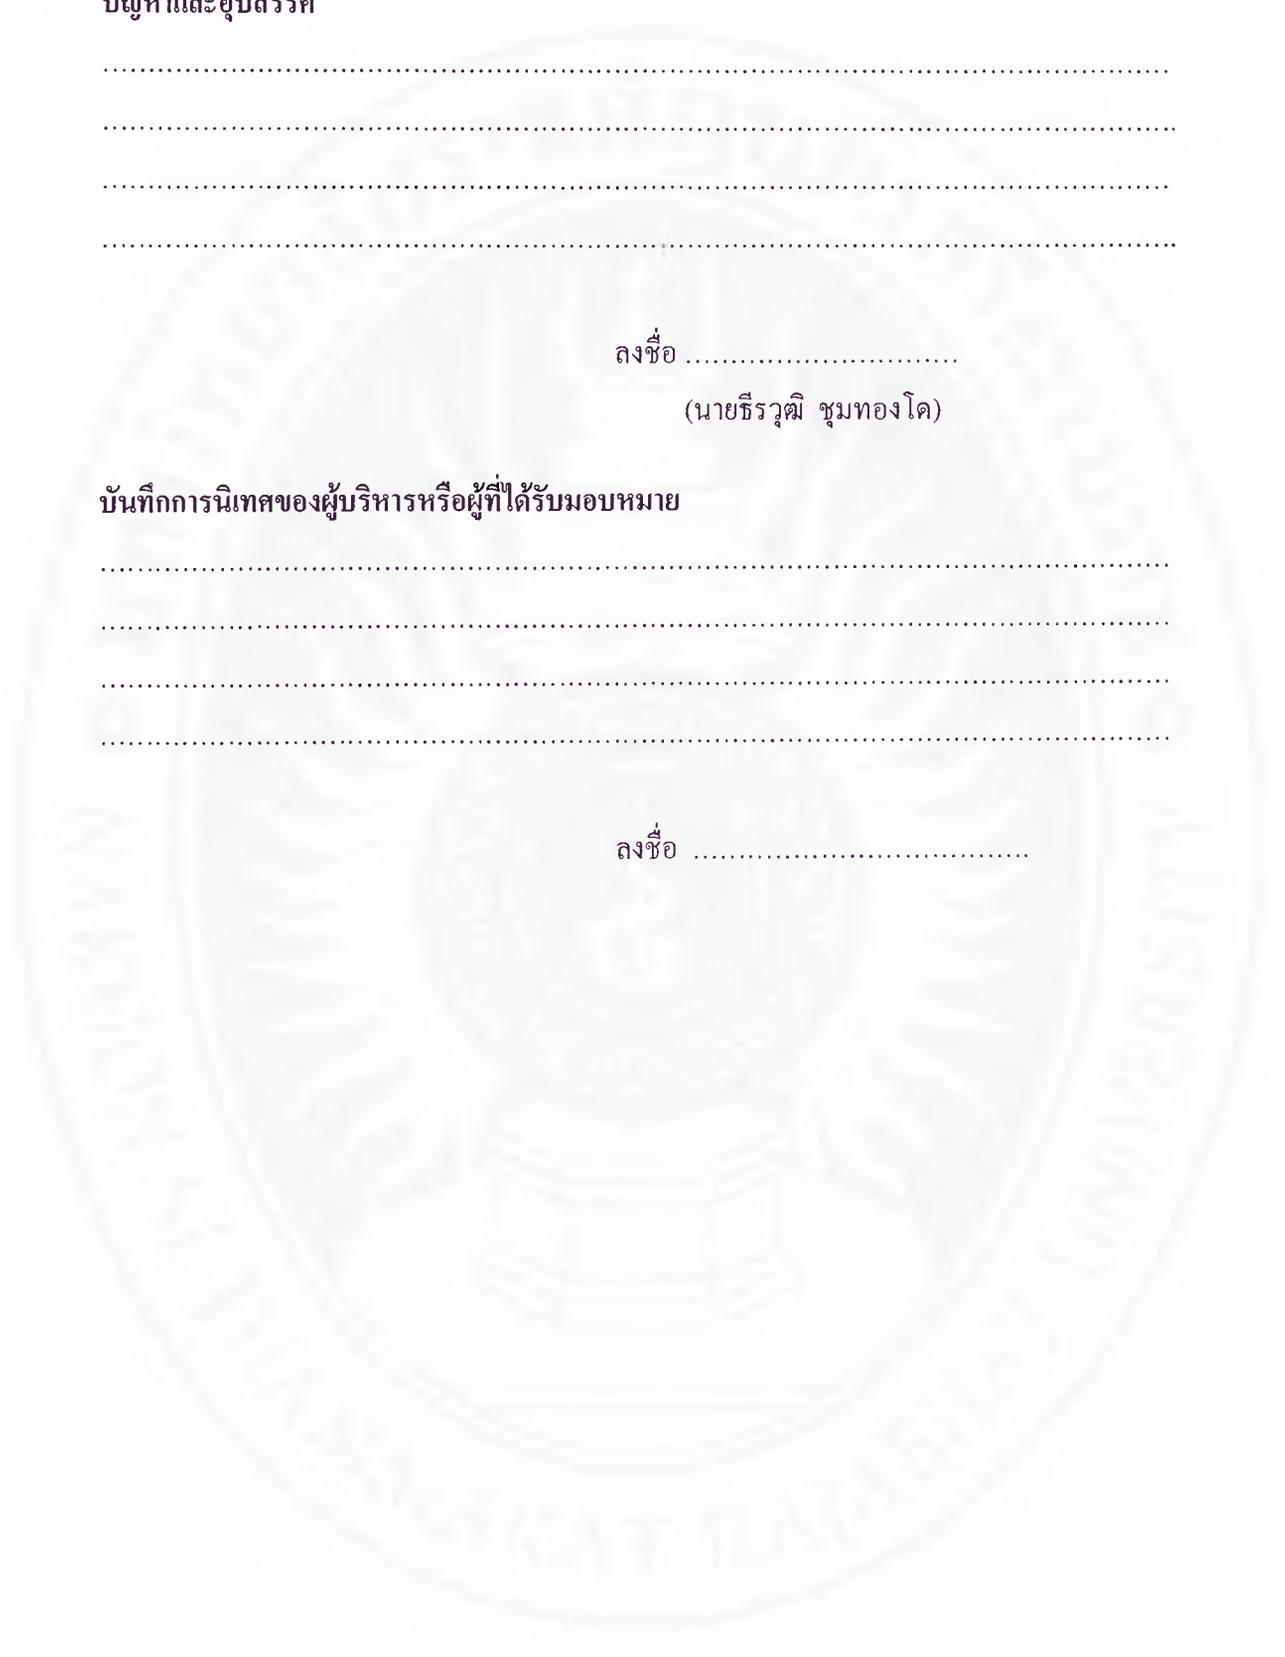 ปัญหาและอุปสรรค
........................................................................................................................
........................................................................................................................
........................................................................................................................
........................................................................................................................
ลงชื่อ ..............................
(นายธีรวุฒิ ชุมทองโด)
บันทึกการนิเทศของผู้บริหารหรือผู้ที่ได้รับมอบหมาย
........................................................................................................................
........................................................................................................................
........................................................................................................................
........................................................................................................................
ลงชื่อ .....................................